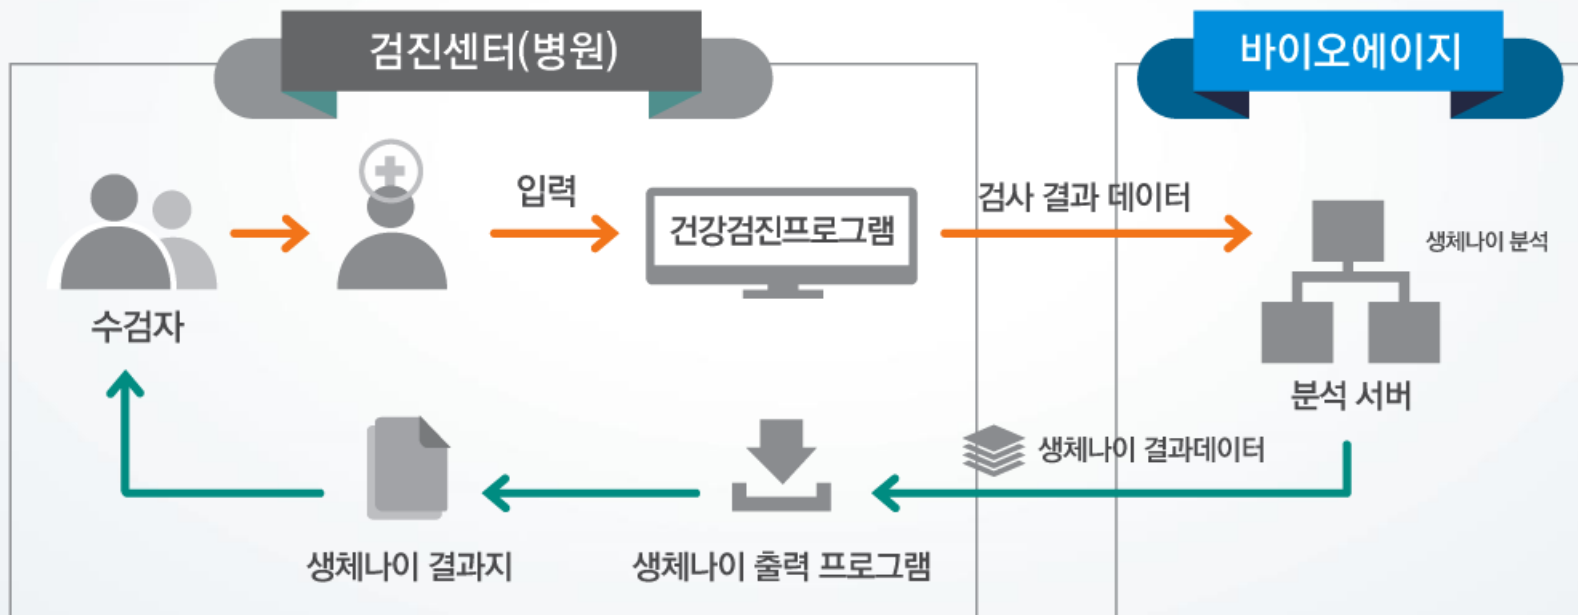 검진센터(병원)
바이오에이지
입력
건강검진프로그램
검사 결과 데이터
생체나이 분석
수검자
분석 서버
생체나이 결과데이터
생체나이 결과지
생체나이 출력 프로그램